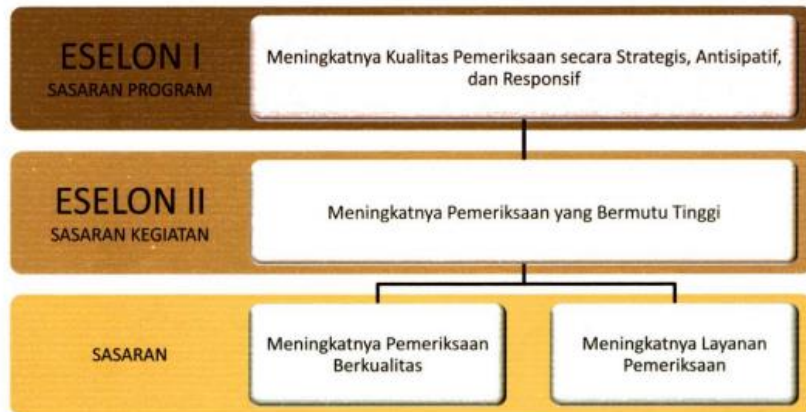 ESELON I
SASARAN PROGRAM
Meningkatnya Kualitas Pemeriksaan secara Strategis, Antisipatif,
dan Responsif
ESELON II
SASARAN KEGIATAN
Meningkatnya Pemeriksaan yang Bermutu Tinggi
SASARAN
Meningkatnya Pemeriksaan
Berkualitas
Meningkatnya Layanan
Pemeriksaan